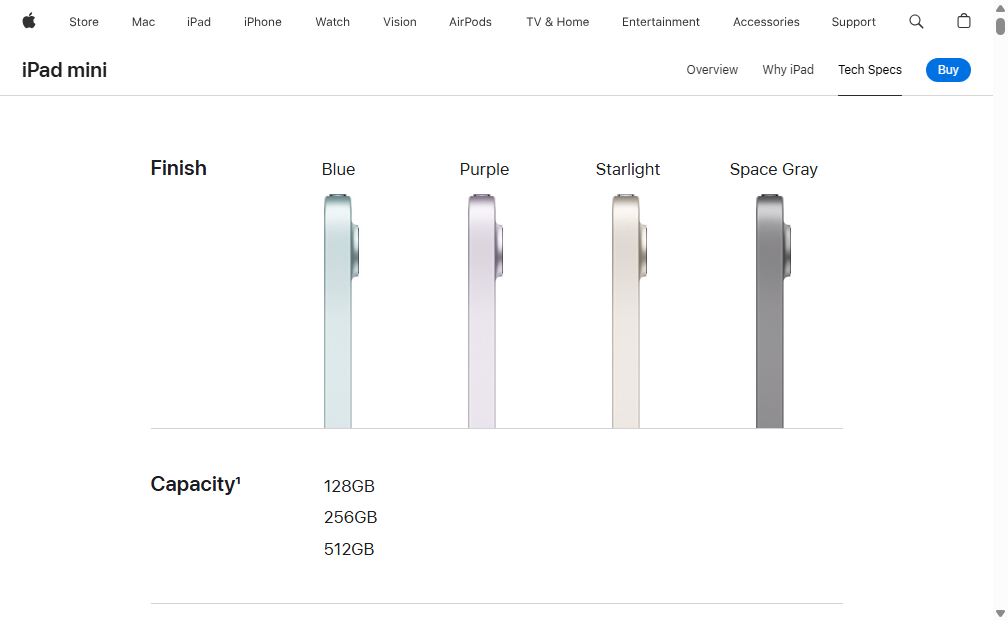 Store Mac iPad iPhone Watch Vision AirPods TV & Home Entertainment Accessories Support
iPad mini Overview Why iPad Tech Specs Buy
Finish Blue Purple Starlight Space Gray
Capacity¹ 128GB
256GB
512GB